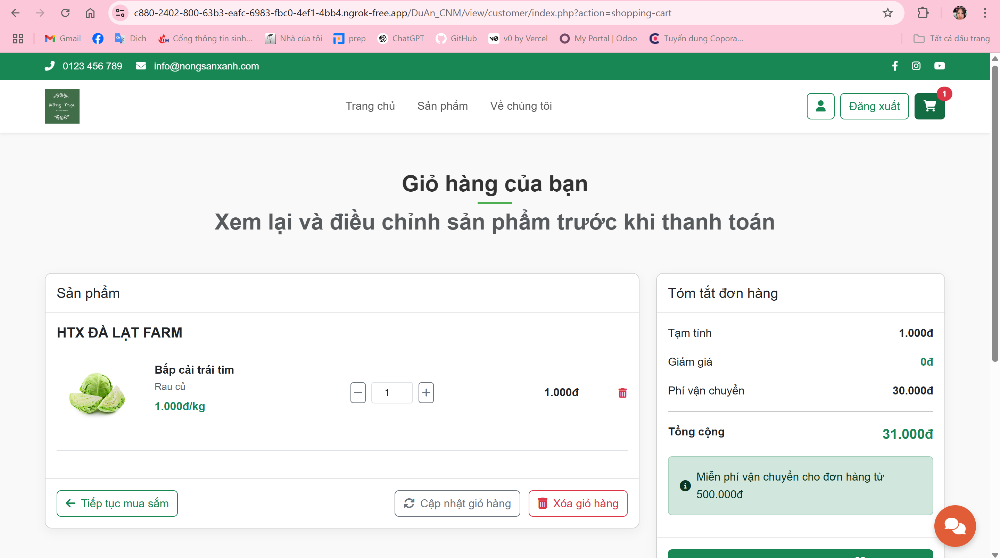 c880-2402-800-63b3-eafc-6983-fbc0-4ef1-4bb4.ngrok-free.app/DuAn_CNM/view/customer/index.php?action=shopping-cart
Gmail Dịch Cổng thông tin sinh... Nhà của tôi prep ChatGPT GitHub v0 by Vercel My Portal | Odoo Tuyển dụng Copora... Tất cả dấu trang
0123 456 789 info@nongsanxanh.com
Nông Trại
Trang chủ Sản phẩm Về chúng tôi
Đăng xuất
1
Giỏ hàng của bạn
Xem lại và điều chỉnh sản phẩm trước khi thanh toán
Sản phẩm
HTX ĐÀ LẠT FARM
Bắp cải trái tim
Rau củ
1.000đ/kg
1
1.000đ
Tiếp tục mua sắm
Cập nhật giỏ hàng
Xóa giỏ hàng
Tóm tắt đơn hàng
Tạm tính 1.000đ
Giảm giá 0đ
Phí vận chuyển 30.000đ
Tổng cộng 31.000đ
Miễn phí vận chuyển cho đơn hàng từ
500.000đ